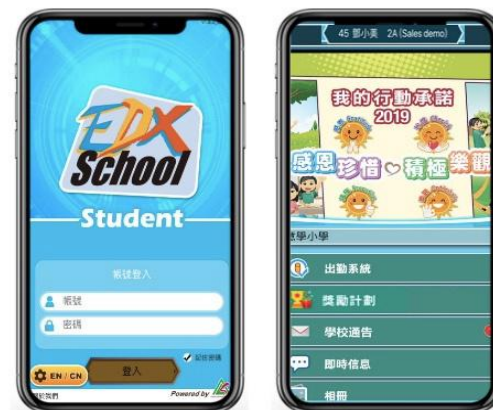 EDX
School
Student
帳號登入
帳號
密碼
記住密碼
登入
EN / CN
Powered by
45 鄧小美 2A (Sales demo)
我的行動承諾
2019
感恩珍惜♡積極樂觀
出勤系統
獎勵計劃
學校通告
即時信息
相冊